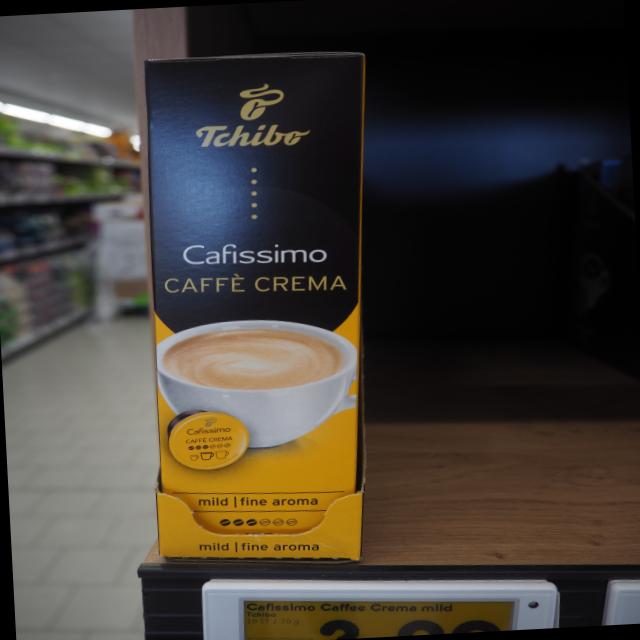 Tchibo
Cafissimo
CAFFÈ CREMA
Cafissimo
CAFFÈ CREMA
mild | fine aroma
mild | fine aroma
Cafissimo Caffee Crema mild
Tchibo